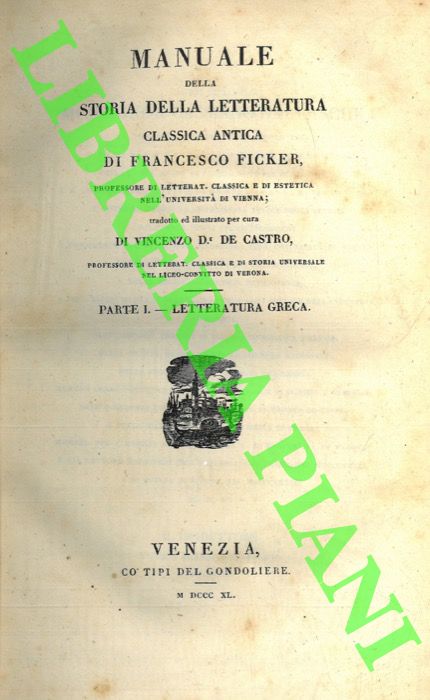 MANUALE
DELLA
STORIA DELLA LETTERATURA
CLASSICA ANTICA
DI FRANCESCO FICKER,
PROFESSORE DI LETTERAT. CLASSICA E DI ESTETICA
NELL'UNIVERSITÀ DI VIENNA;
tradotto ed illustrato per cura
DI VINCENZO D.r DE CASTRO,
PROFESSORE DI LETTERAT. CLASSICA E DI STORIA UNIVERSALE
NEL LICEO-CONVITTO DI VERONA.
PARTE I. — LETTERATURA GRECA.
VENEZIA,
CO' TIPI DEL GONDOLIERE.
M DCCC XL.
LIBRERIA PIANI